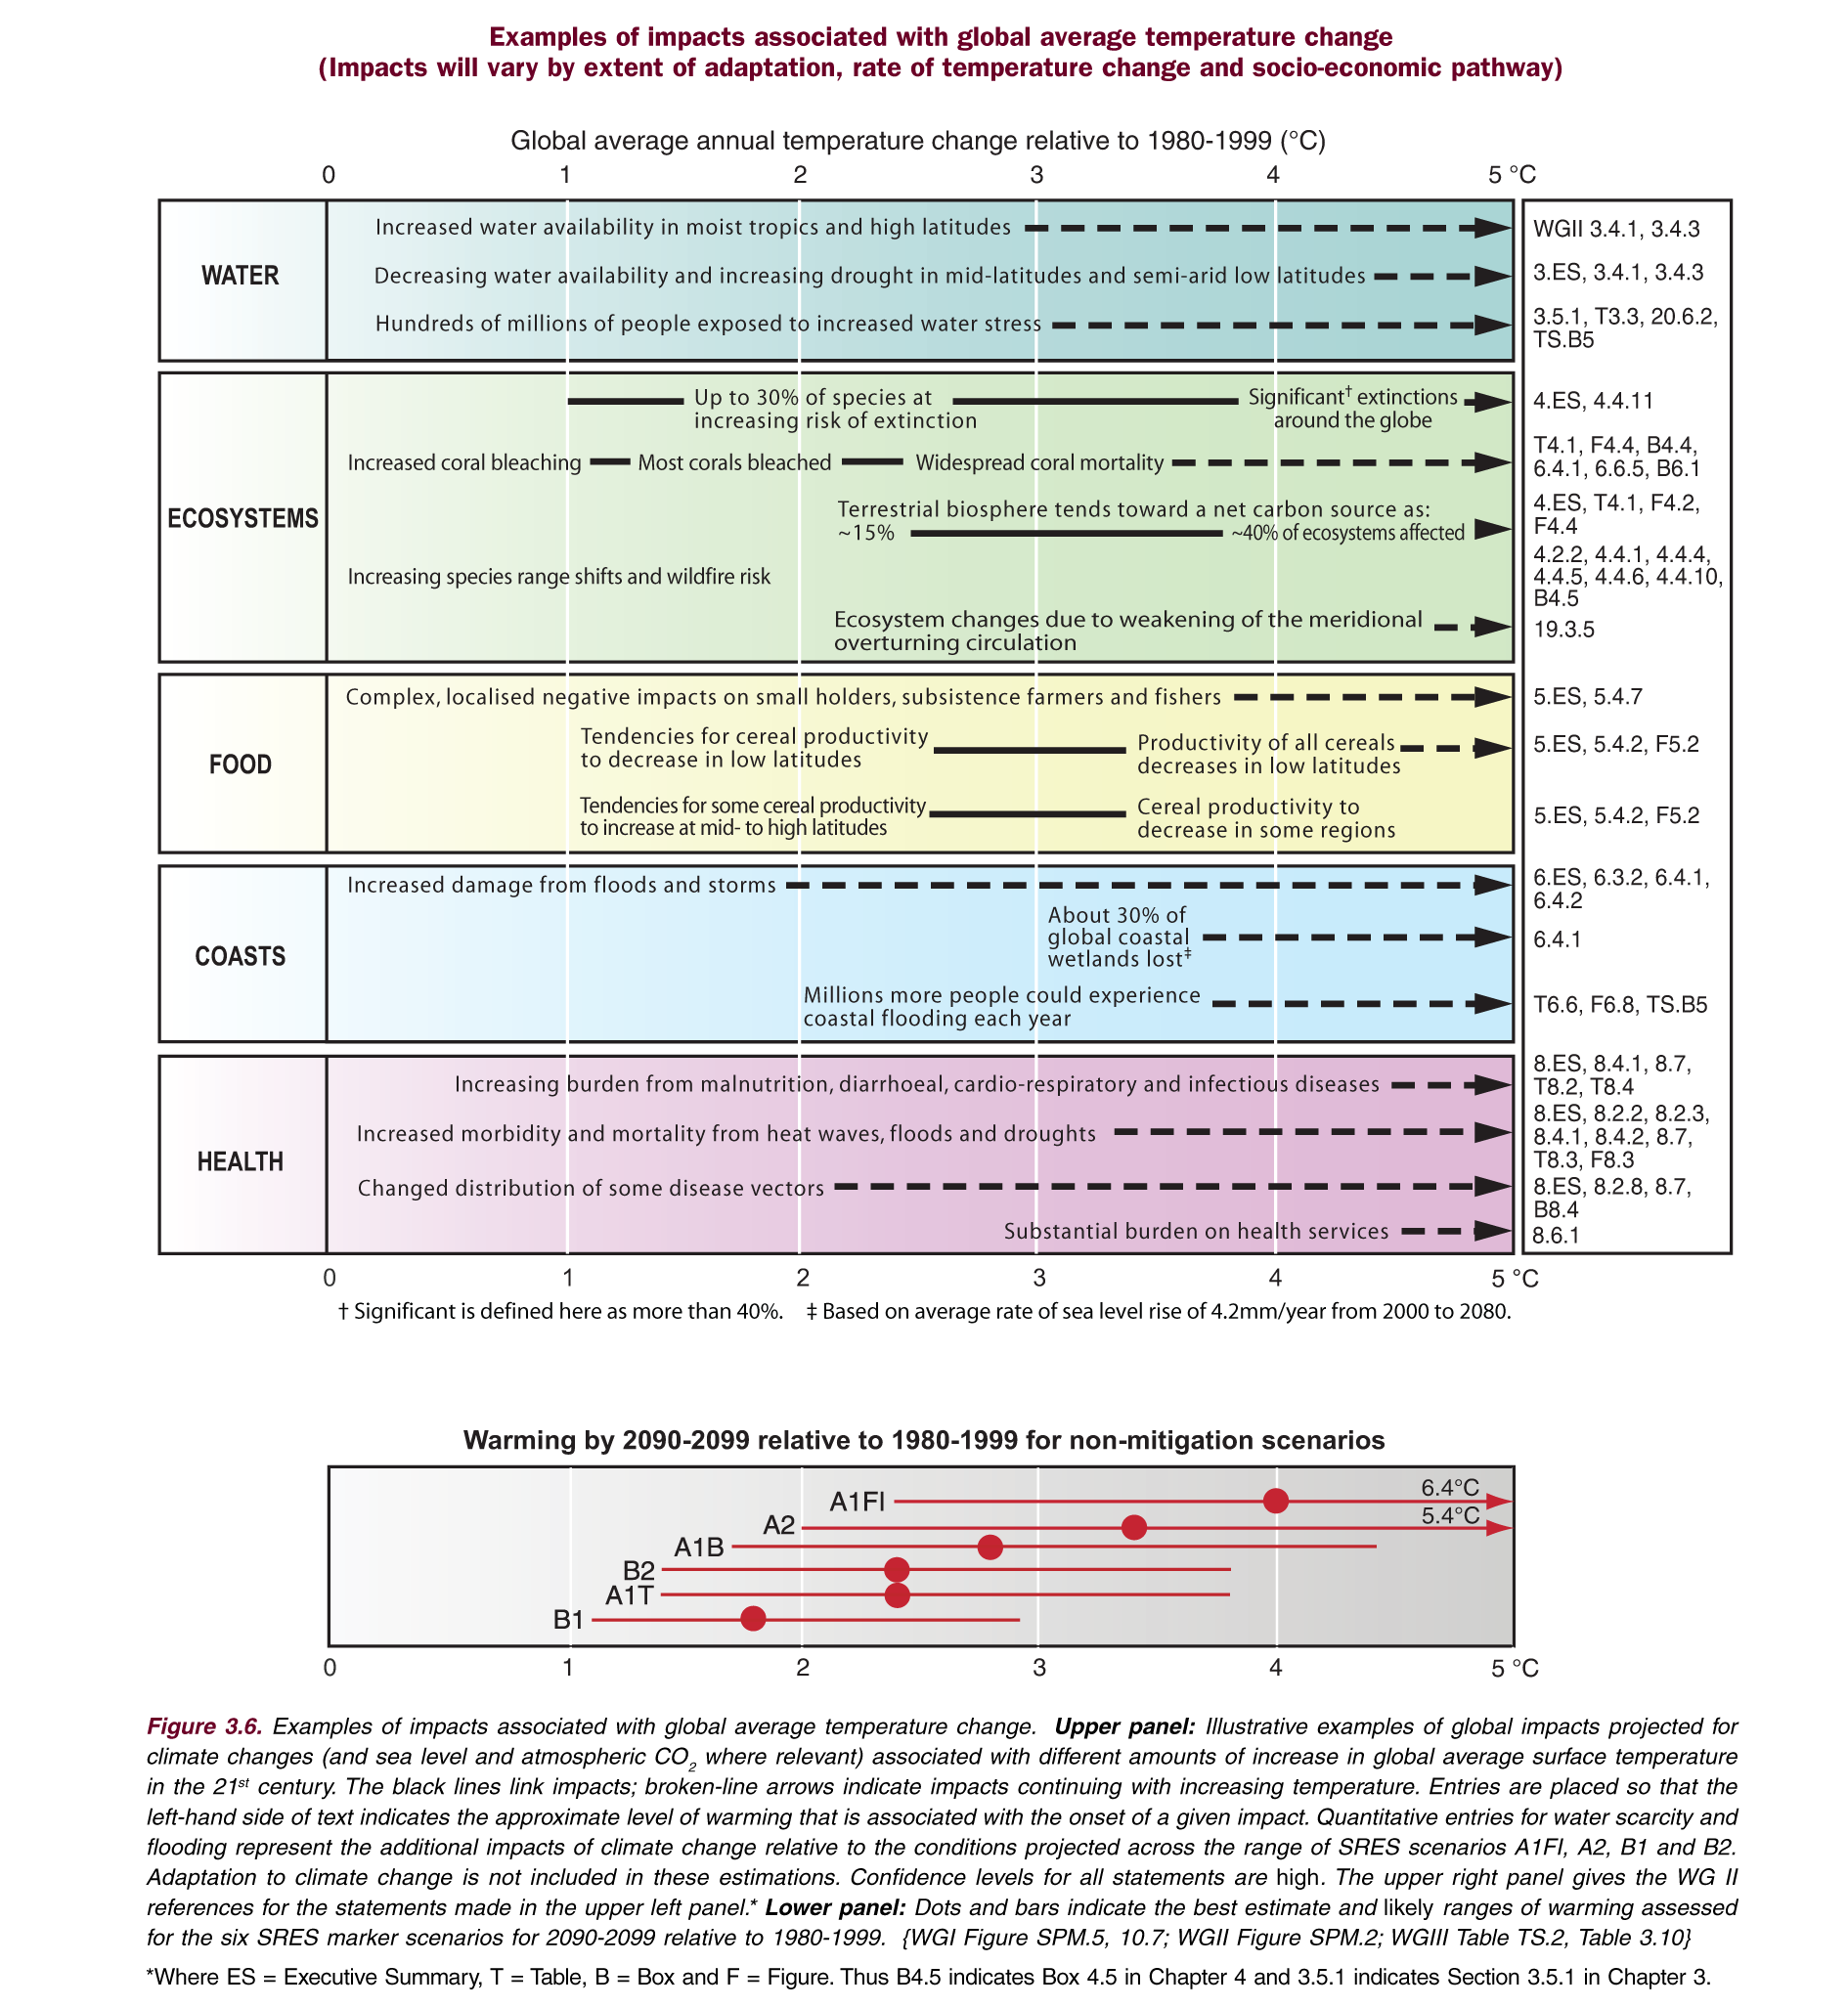 Examples of impacts associated with global average temperature change
(Impacts will vary by extent of adaptation, rate of temperature change and socio-economic pathway)
Global average annual temperature change relative to 1980-1999 (°C)
0 1 2 3 4 5 °C
WATER
Increased water availability in moist tropics and high latitudes
WGII 3.4.1, 3.4.3
Decreasing water availability and increasing drought in mid-latitudes and semi-arid low latitudes
3.ES, 3.4.1, 3.4.3
Hundreds of millions of people exposed to increased water stress
3.5.1, T3.3, 20.6.2,
TS.B5
ECOSYSTEMS
Up to 30% of species at
increasing risk of extinction
Significant† extinctions
around the globe
4.ES, 4.4.11
Increased coral bleaching
Most corals bleached
Widespread coral mortality
T4.1, F4.4, B4.4,
6.4.1, 6.6.5, B6.1
Terrestrial biosphere tends toward a net carbon source as:
~15%
~40% of ecosystems affected
4.ES, T4.1, F4.2,
F4.4
Increasing species range shifts and wildfire risk
4.2.2, 4.4.1, 4.4.4,
4.4.5, 4.4.6, 4.4.10,
B4.5
Ecosystem changes due to weakening of the meridional
overturning circulation
19.3.5
FOOD
Complex, localised negative impacts on small holders, subsistence farmers and fishers
5.ES, 5.4.7
Tendencies for cereal productivity
to decrease in low latitudes
Productivity of all cereals
decreases in low latitudes
5.ES, 5.4.2, F5.2
Tendencies for some cereal productivity
to increase at mid- to high latitudes
Cereal productivity to
decrease in some regions
5.ES, 5.4.2, F5.2
COASTS
Increased damage from floods and storms
6.ES, 6.3.2, 6.4.1,
6.4.2
About 30% of
global coastal
wetlands lost‡
6.4.1
Millions more people could experience
coastal flooding each year
T6.6, F6.8, TS.B5
HEALTH
Increasing burden from malnutrition, diarrhoeal, cardio-respiratory and infectious diseases
8.ES, 8.4.1, 8.7,
T8.2, T8.4
Increased morbidity and mortality from heat waves, floods and droughts
8.ES, 8.2.2, 8.2.3,
8.4.1, 8.4.2, 8.7,
T8.3, F8.3
Changed distribution of some disease vectors
8.ES, 8.2.8, 8.7,
B8.4
Substantial burden on health services
8.6.1
0 1 2 3 4 5 °C
† Significant is defined here as more than 40%. ‡ Based on average rate of sea level rise of 4.2mm/year from 2000 to 2080.
Warming by 2090-2099 relative to 1980-1999 for non-mitigation scenarios
A1FI
6.4°C
A2
5.4°C
A1B
B2
A1T
B1
0 1 2 3 4 5 °C
Figure 3.6. Examples of impacts associated with global average temperature change. Upper panel: Illustrative examples of global impacts projected for
climate changes (and sea level and atmospheric CO2 where relevant) associated with different amounts of increase in global average surface temperature
in the 21st century. The black lines link impacts; broken-line arrows indicate impacts continuing with increasing temperature. Entries are placed so that the
left-hand side of text indicates the approximate level of warming that is associated with the onset of a given impact. Quantitative entries for water scarcity and
flooding represent the additional impacts of climate change relative to the conditions projected across the range of SRES scenarios A1FI, A2, B1 and B2.
Adaptation to climate change is not included in these estimations. Confidence levels for all statements are high. The upper right panel gives the WG II
references for the statements made in the upper left panel.* Lower panel: Dots and bars indicate the best estimate and likely ranges of warming assessed
for the six SRES marker scenarios for 2090-2099 relative to 1980-1999. {WGI Figure SPM.5, 10.7; WGII Figure SPM.2; WGIII Table TS.2, Table 3.10}
*Where ES = Executive Summary, T = Table, B = Box and F = Figure. Thus B4.5 indicates Box 4.5 in Chapter 4 and 3.5.1 indicates Section 3.5.1 in Chapter 3.